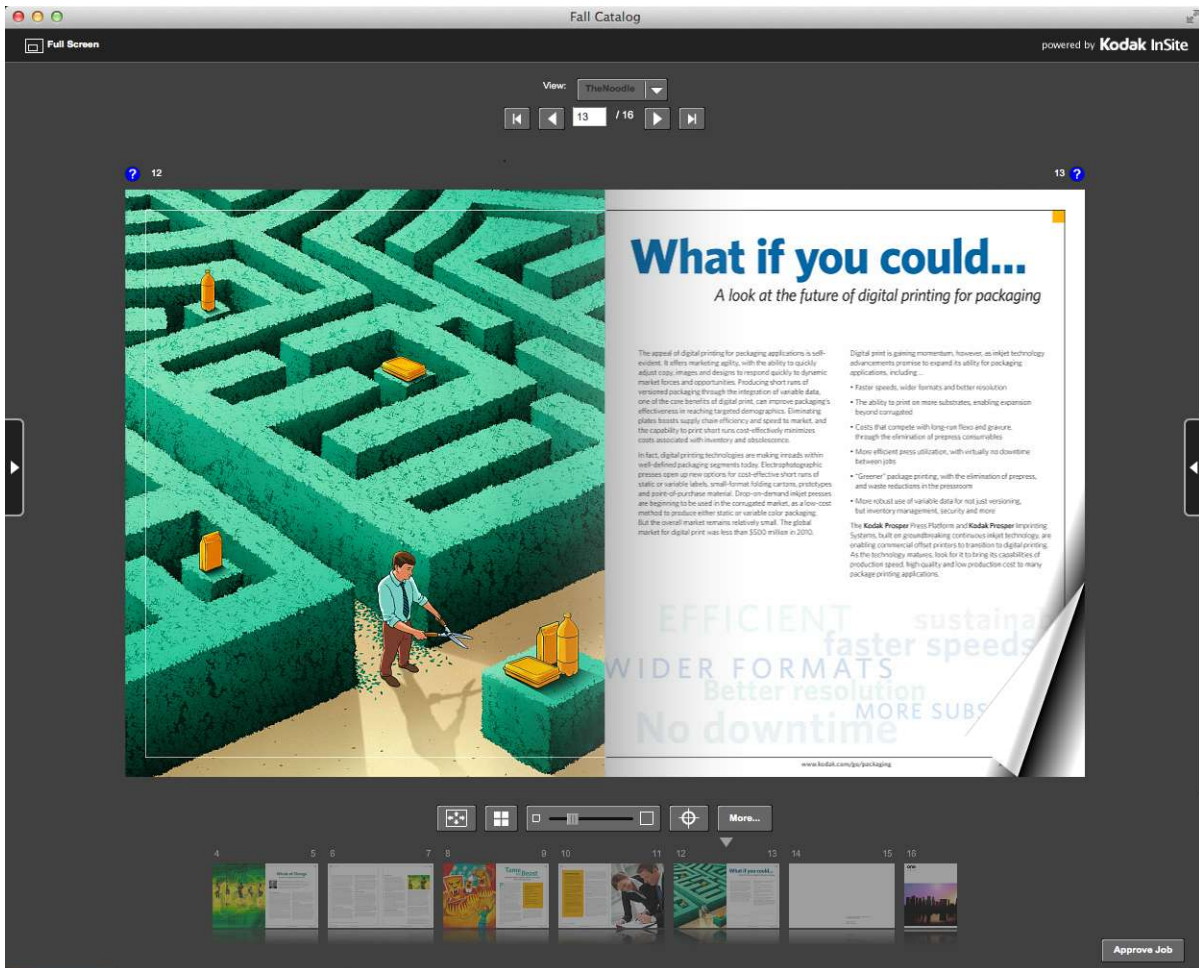 Fall Catalog
Full Screen
powered by Kodak InSite
View: TheNoodle
13 / 16
? 12
13 ?
What if you could...
A look at the future of digital printing for packaging
The appeal of digital printing for packaging applications is self-
evident. It offers marketing agility, with the ability to quickly
adjust copy, images and designs to respond quickly to dynamic
market forces and opportunities. Producing short runs of
versioned packaging through the integration of variable data,
one of the core benefits of digital print, can improve packaging's
effectiveness in reaching targeted demographics. Eliminating
plates boosts supply chain efficiency and speed to market, and
the capability to print short runs cost-effectively minimizes
costs associated with inventory and obsolescence.
In fact, digital printing technologies are making inroads within
well-defined packaging segments today. Electrophotographic
presses open up new options for cost-effective short runs of
static or variable labels, small-format folding cartons, prototypes
and point-of-purchase material. Drop-on-demand inkjet presses
are beginning to be used in the corrugated market, as a low-cost
method to produce either static or variable color packaging.
But the overall market remains relatively small. The global
market for digital print was less than $500 million in 2010.
Digital print is gaining momentum, however, as inkjet technology
advancements promise to expand its utility for packaging
applications, including ...
• Faster speeds, wider formats and better resolution
• The ability to print on more substrates, enabling expansion
beyond corrugated
• Costs that compete with long-run flexo and gravure,
through the elimination of prepress consumables
• More efficient press utilization, with virtually no downtime
between jobs
• "Greener" package printing, with the elimination of prepress,
and waste reductions in the pressroom
• More robust use of variable data for not just versioning,
but inventory management, security and more
The Kodak Prosper Press Platform and Kodak Prosper Imprinting
Systems, built on groundbreaking continuous inkjet technology, are
enabling commercial offset printers to transition to digital printing.
As the technology matures, look for it to bring its capabilities of
production speed, high-quality and low production cost to many
package printing applications.
EFFICIENT sustaina
faster speeds
WIDER FORMATS
Better resolution
MORE SUBS
No downtime
www.kodak.com/go/packaging
More...
4 5 6 7 8 9 10 11 12 13 14 15 16
Winds of Change
Taste
Boost
What if you could...
one
Approve Job